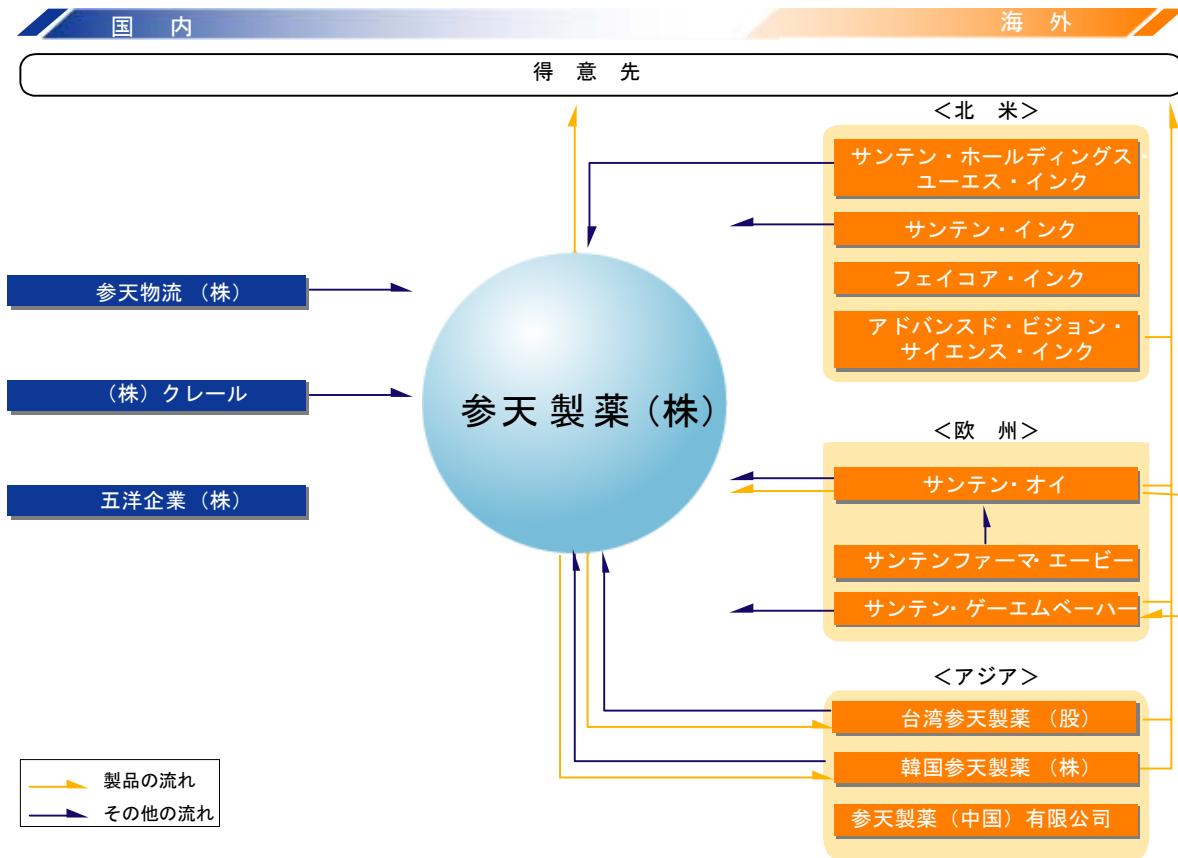 国 内
海 外
得 意 先
＜北 米＞
サンテン・ホールディングス・
ユーエス・インク
サンテン・インク
フェイコア・インク
アドバンスド・ビジョン・
サイエンス・インク
参天物流（株）
（株）クレール
五洋企業（株）
参天製薬（株）
＜欧 州＞
サンテン・オイ
サンテンファーマ・エービー
サンテン・ゲーエムベーハー
＜アジア＞
台湾参天製薬（股）
韓国参天製薬（株）
参天製薬（中国）有限公司
製品の流れ
その他の流れ